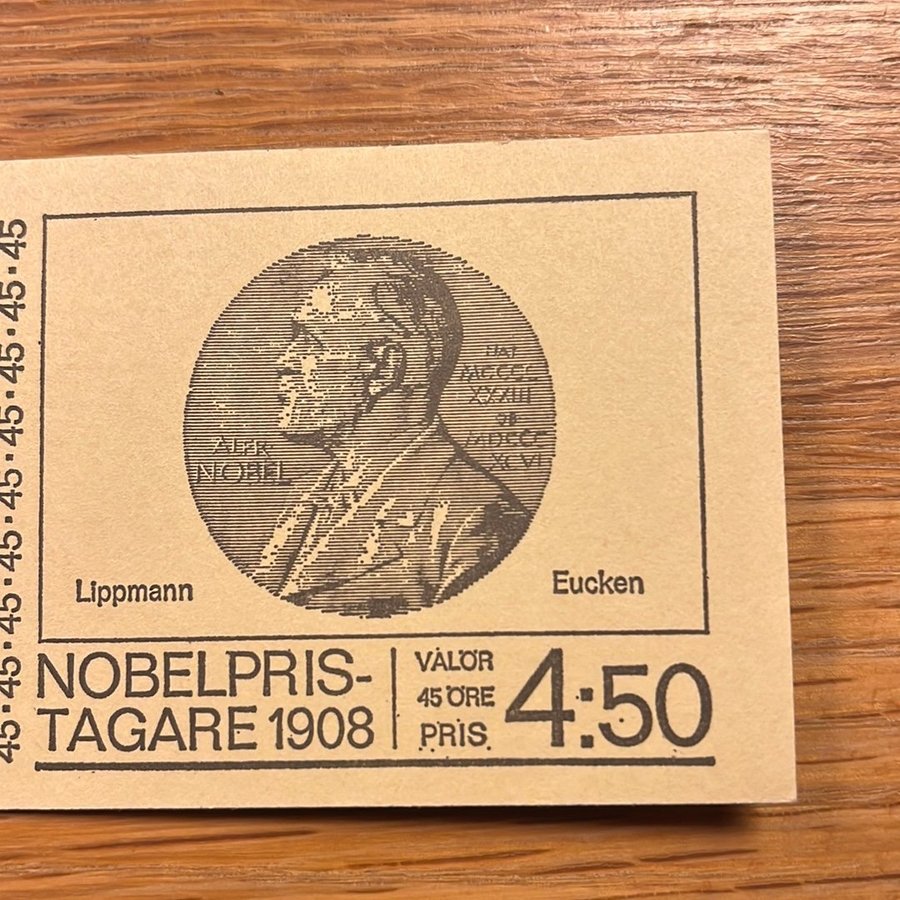 45·45·45·45·45·45·45·45·45
ALFR·
NOBEL
NAT·
MDCCC
XXXIII
OB·
MDCCC
XCVI
Lippmann
Eucken
NOBELPRIS-
TAGARE 1908
VALÖR
45 ÖRE
PRIS
4:50